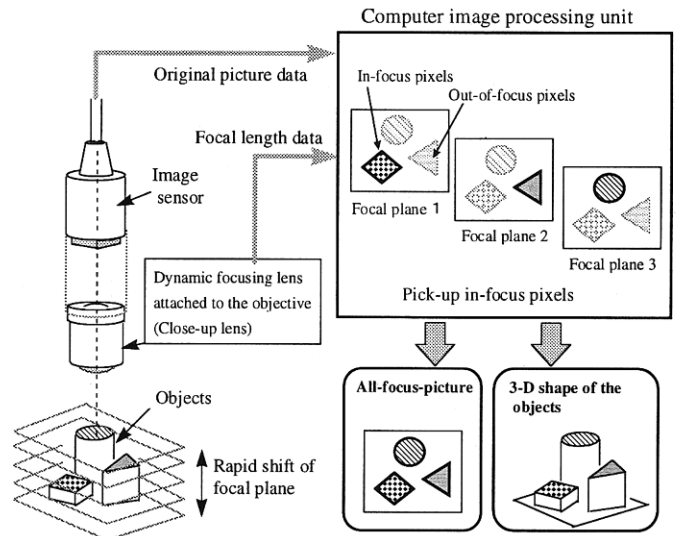 Computer image processing unit
Original picture data
In-focus pixels
Out-of-focus pixels
Focal length data
Image
sensor
Focal plane 1
Focal plane 2
Focal plane 3
Dynamic focusing lens
attached to the objective
(Close-up lens)
Pick-up in-focus pixels
Objects
Rapid shift of
focal plane
All-focus-picture
3-D shape of the
objects